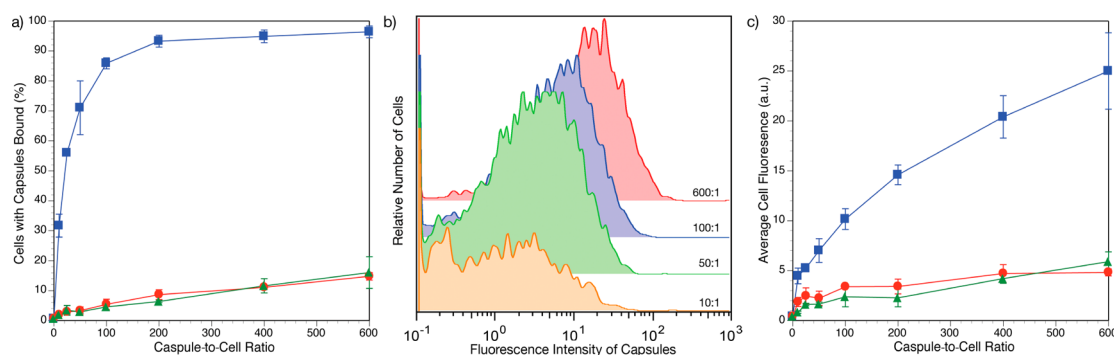 a)
Cells with Capsules Bound (%)
100
90
80
70
60
50
40
30
20
10
0
0 100 200 300 400 500 600
Caspule-to-Cell Ratio
b)
Relative Number of Cells
600:1
100:1
50:1
10:1
10-1 100 101 102 103
Fluorescence Intensity of Capsules
c)
Average Cell Fluorescence (a.u.)
30
25
20
15
10
5
0
0 100 200 300 400 500 600
Caspule-to-Cell Ratio